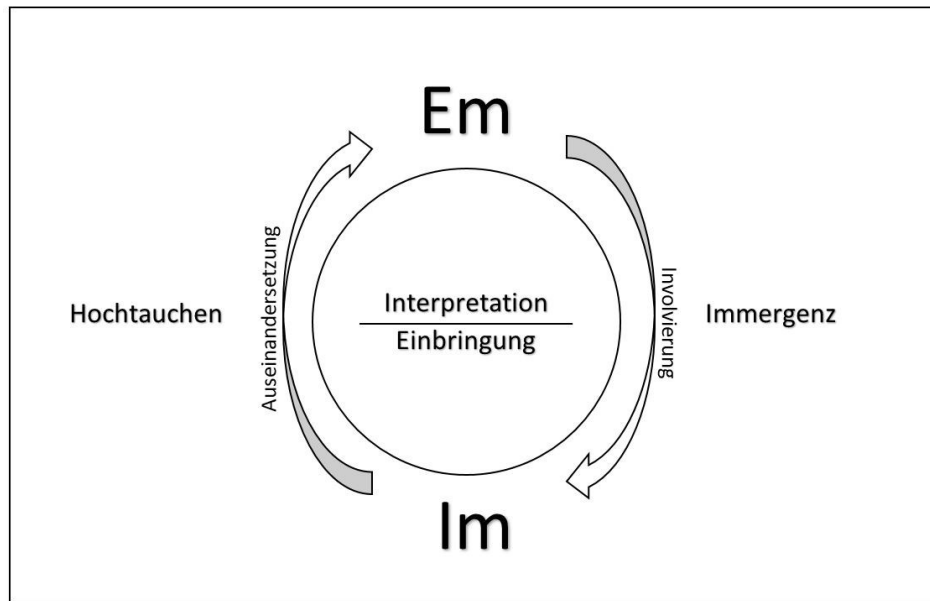 Em
Auseinandersetzung
Involvierung
Hochtauchen
Interpretation
Einbringung
Immergenz
Im